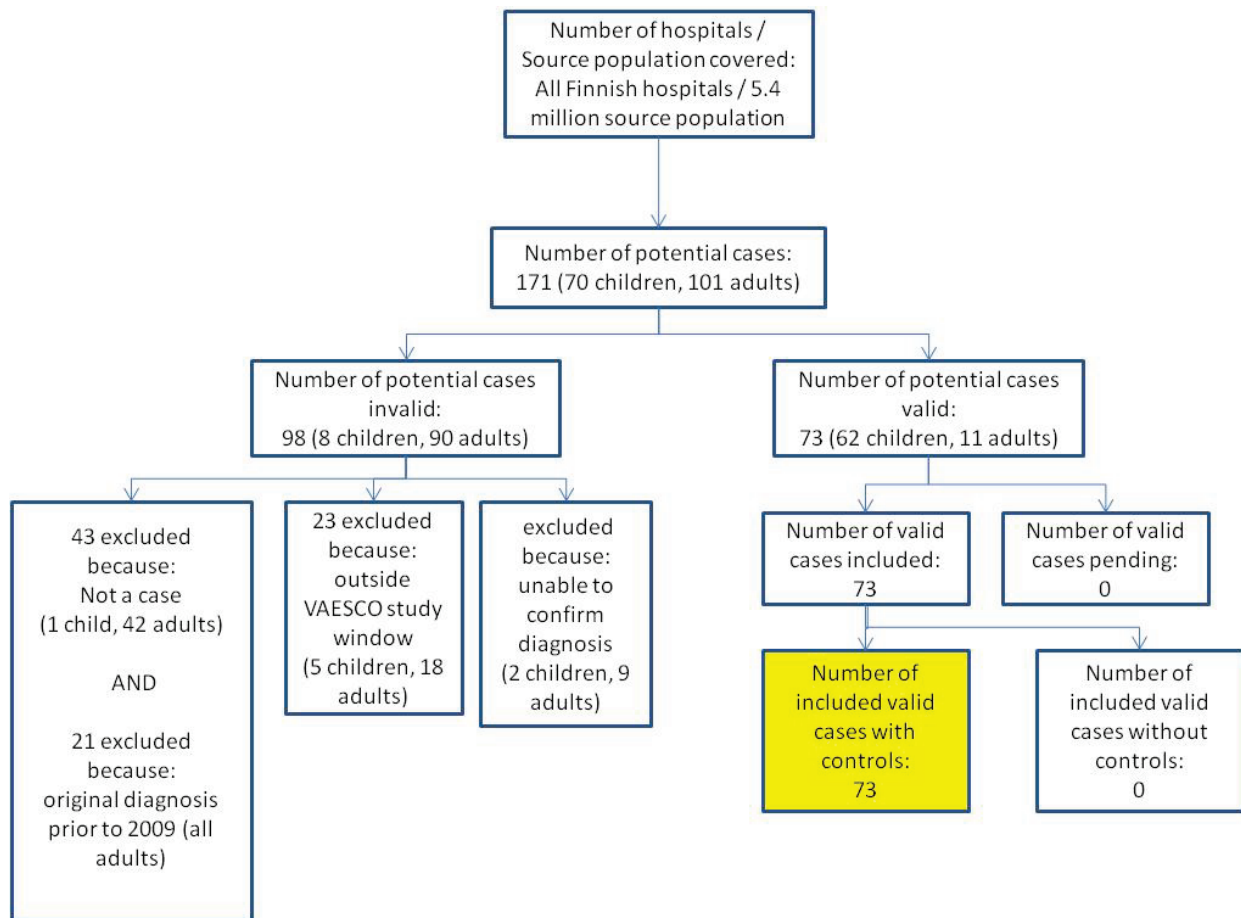 Number of hospitals /
Source population covered:
All Finnish hospitals / 5.4
million source population
Number of potential cases:
171 (70 children, 101 adults)
Number of potential cases
invalid:
98 (8 children, 90 adults)
Number of potential cases
valid:
73 (62 children, 11 adults)
43 excluded
because:
Not a case
(1 child, 42 adults)
AND
21 excluded
because:
original diagnosis
prior to 2009 (all
adults)
23 excluded
because:
outside
VAESCO study
window
(5 children, 18
adults)
excluded
because:
unable to
confirm
diagnosis
(2 children, 9
adults)
Number of valid
cases included:
73
Number of valid
cases pending:
0
Number of
included valid
cases with
controls:
73
Number of
included valid
cases without
controls:
0